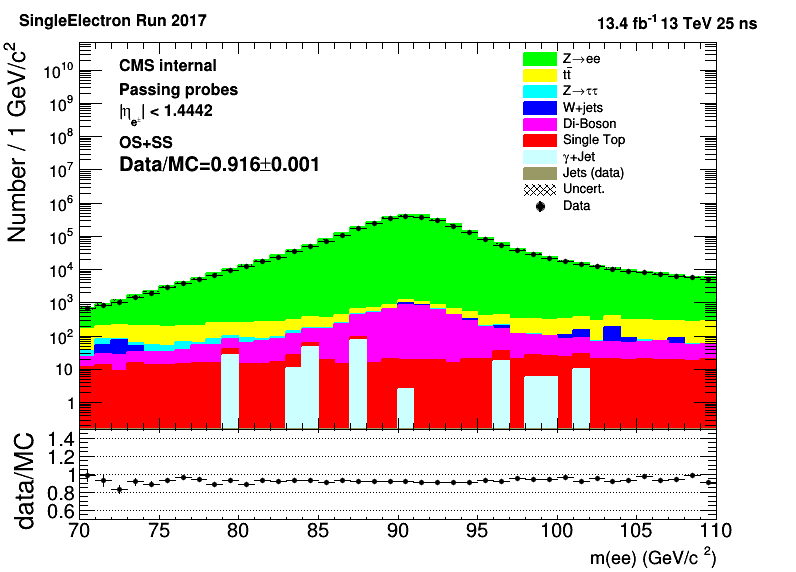 SingleElectron Run 2017
13.4 fb⁻¹ 13 TeV 25 ns
Number / 1 GeV/c²
10¹⁰
10⁹
10⁸
10⁷
10⁶
10⁵
10⁴
10³
10²
10
1
CMS internal
Passing probes
|η_e±| < 1.4442
OS+SS
Data/MC=0.916±0.001
Z→ee
tt̄
Z→ττ
W+jets
Di-Boson
Single Top
γ+Jet
Jets (data)
Uncert.
Data
data/MC
1.4
1.2
1
0.8
0.6
70 75 80 85 90 95 100 105 110
m(ee) (GeV/c ²)